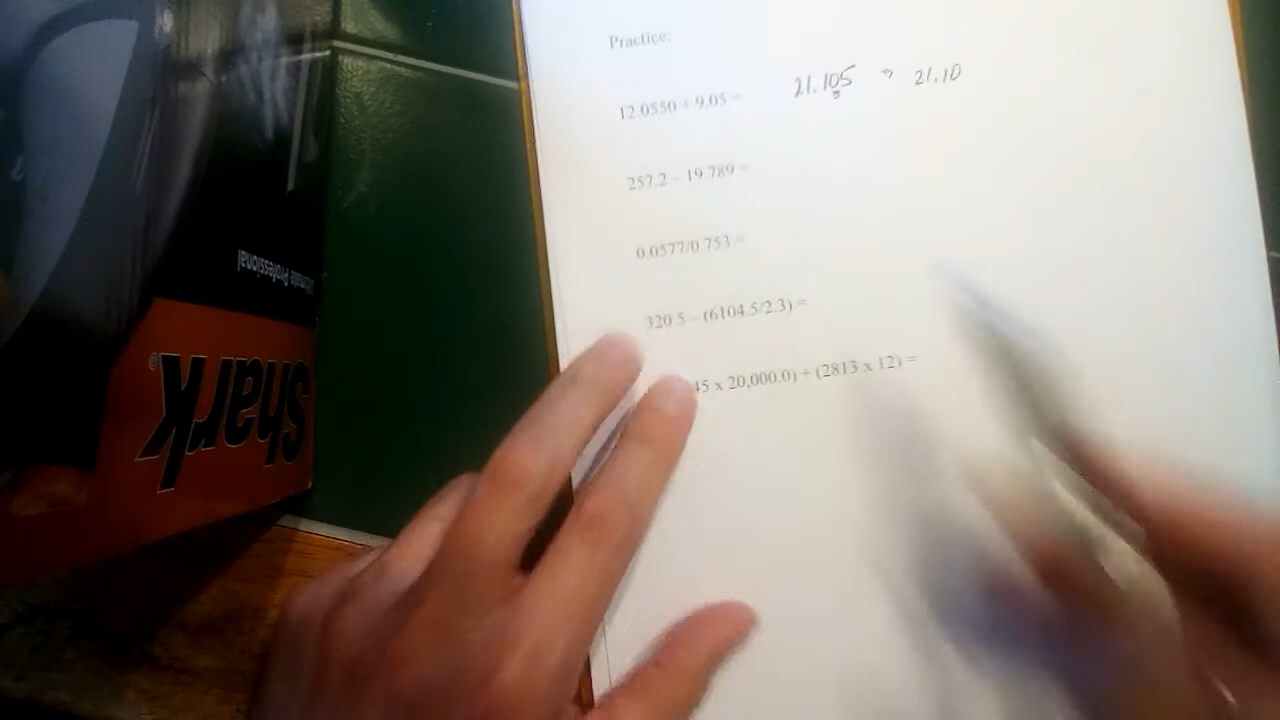 Practice:
12.0550 + 9.05 = 21.105 → 21.10
257.2 - 19.789 =
0.0577/0.753 =
320.5 - (6104.5/2.3) =
45 x 20,000.0) + (2813 x 12) =
Professional
Shark®